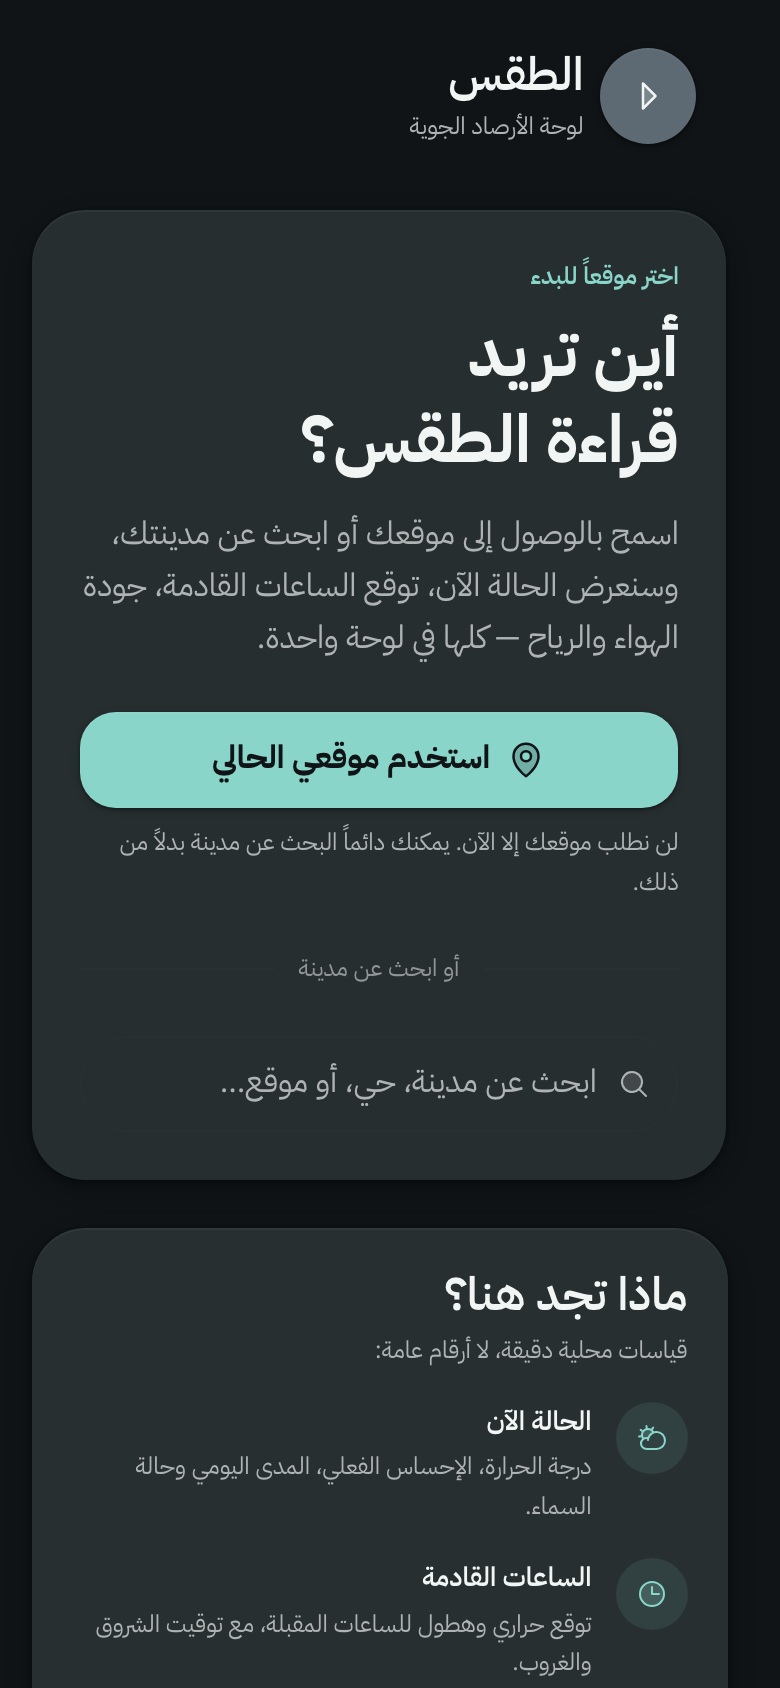 الطقس
لوحة الأرصاد الجوية
اختر موقعاً للبدء
أين تريد
قراءة الطقس؟
اسمح بالوصول إلى موقعك أو ابحث عن مدينتك،
وسنعرض الحالة الآن، توقع الساعات القادمة، جودة
الهواء والرياح — كلها في لوحة واحدة.
استخدم موقعي الحالي
لن نطلب موقعك إلا الآن. يمكنك دائماً البحث عن مدينة بدلاً من
ذلك.
أو ابحث عن مدينة
ابحث عن مدينة، حي، أو موقع...
ماذا تجد هنا؟
قياسات محلية دقيقة، لا أرقام عامة:
الحالة الآن
درجة الحرارة، الإحساس الفعلي، المدى اليومي وحالة
السماء.
الساعات القادمة
توقع حراري وهطول للساعات المقبلة، مع توقيت الشروق
والغروب.